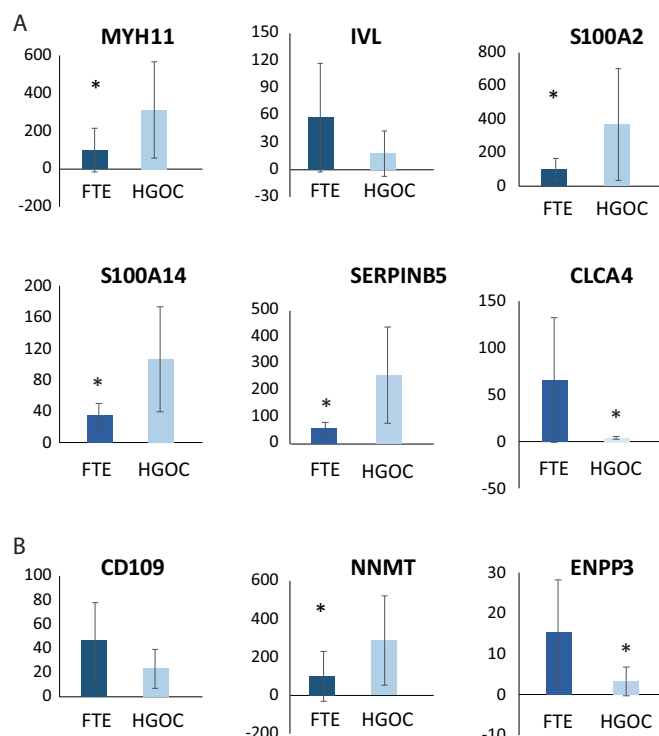 A
MYH11
600
400
200
0
-200
*
FTE HGOC
IVL
150
120
90
60
30
0
-30
FTE HGOC
S100A2
800
600
400
200
0
*
FTE HGOC
S100A14
200
160
120
80
40
0
*
FTE HGOC
SERPINB5
500
400
300
200
100
0
*
FTE HGOC
CLCA4
150
100
50
0
-50
*
FTE HGOC
B
CD109
100
80
60
40
20
0
FTE HGOC
NNMT
600
400
200
0
-200
*
FTE HGOC
ENPP3
30
20
10
0
-10
*
FTE HGOC